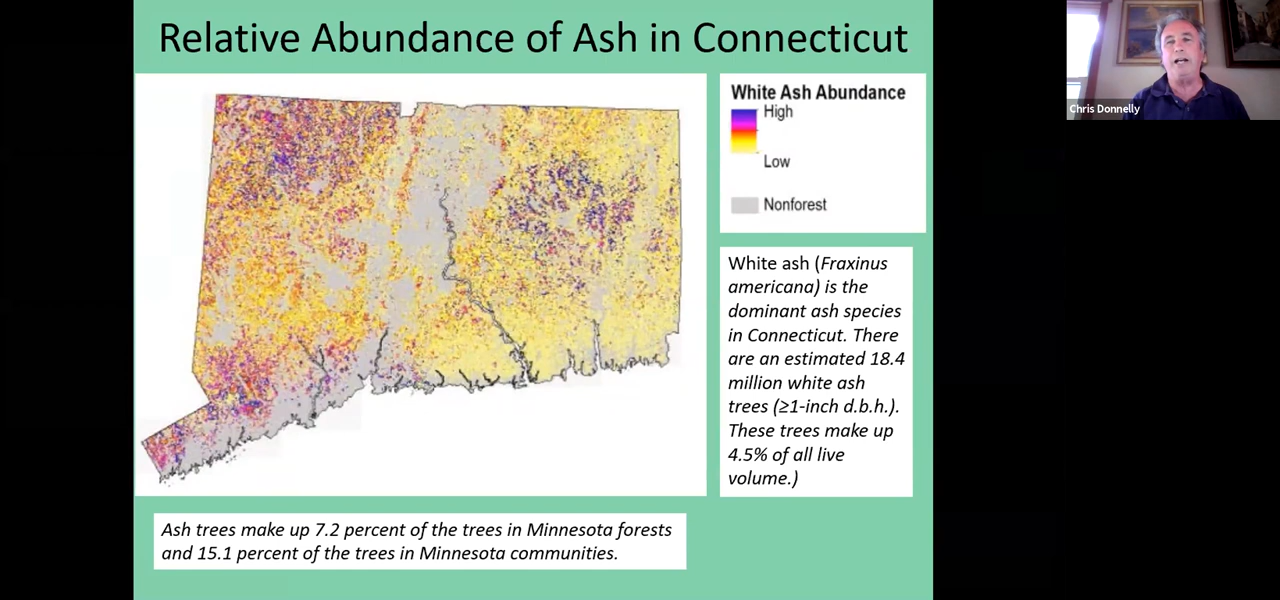 Relative Abundance of Ash in Connecticut
White Ash Abundance
High
Low
Nonforest
White ash (Fraxinus
americana) is the
dominant ash species
in Connecticut. There
are an estimated 18.4
million white ash
trees (≥1-inch d.b.h.).
These trees make up
4.5% of all live
volume.)
Ash trees make up 7.2 percent of the trees in Minnesota forests
and 15.1 percent of the trees in Minnesota communities.
Chris Donnelly